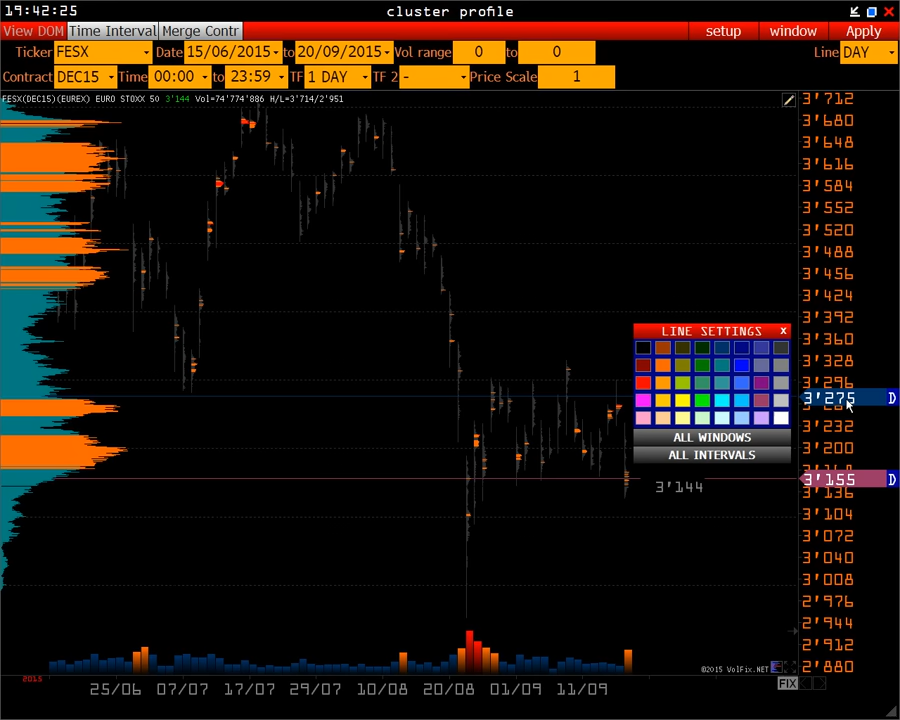 19:42:25 cluster profile
View DOM Time Interval Merge Contr setup window Apply
Ticker FESX Date 15/06/2015 to 20/09/2015 Vol range 0 to 0 Line DAY
Contract DEC15 Time 00:00 to 23:59 TF 1 DAY TF 2 - Price Scale 1
FESX(DEC15)(EUREX) EURO STOXX 50 3'144 Vol=74'774'886 H/L=3'714/2'951
3'712
3'680
3'648
3'616
3'584
3'552
3'520
3'488
3'456
3'424
3'392
3'360
LINE SETTINGS x
3'328
3'296
3'275 D
3'232
ALL WINDOWS
3'200
ALL INTERVALS
3'155 D
3'144
3'136
3'104
3'072
3'040
3'008
2'976
2'944
2'912
2'880
©2015 VolFix.NET
2015
FIX
25/06 07/07 17/07 29/07 10/08 20/08 01/09 11/09